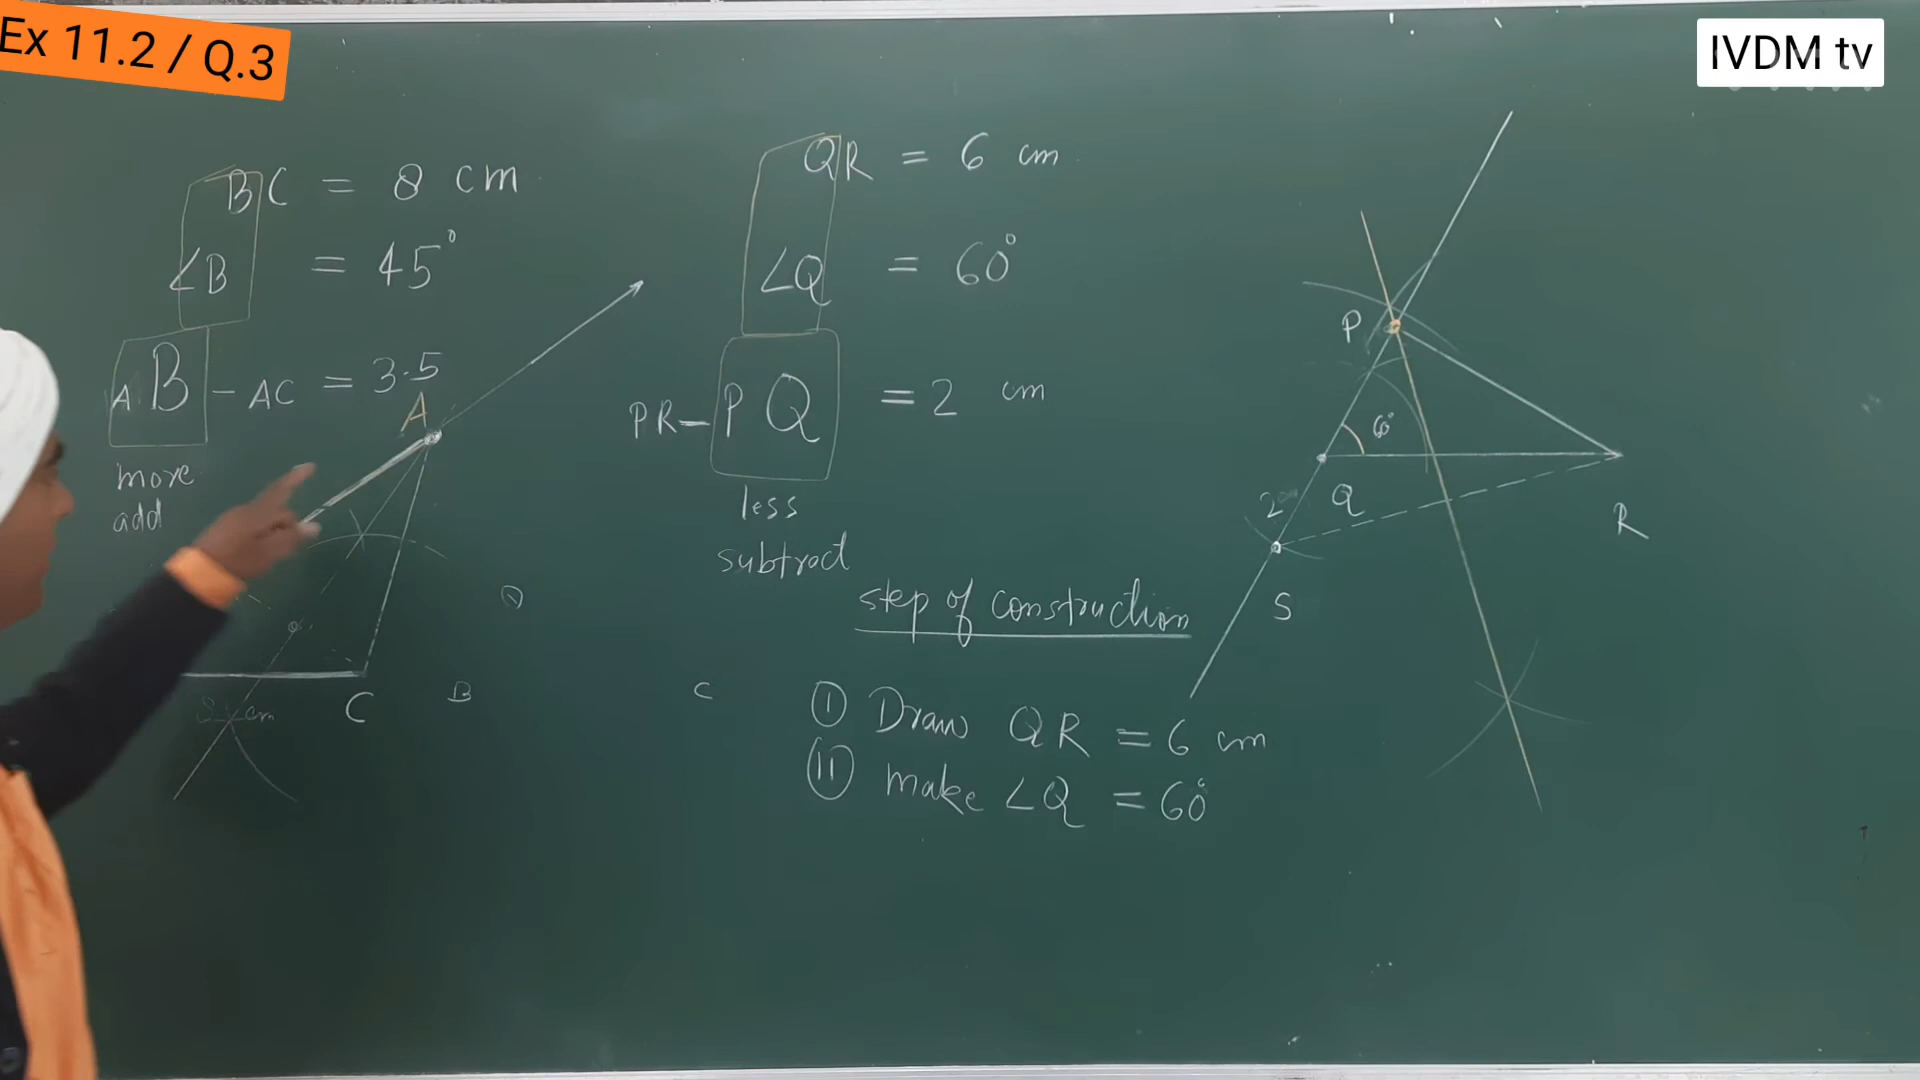 Ex 11.2 / Q.3
IVDM tv
BC = 8 cm
∠B = 45°
AB - AC = 3.5
more
add
A
C
B
C
QR = 6 cm
∠Q = 60°
PR - PQ = 2 cm
less
subtract
step of construction
I Draw QR = 6 cm
II make ∠Q = 60°
P
60°
Q
R
S